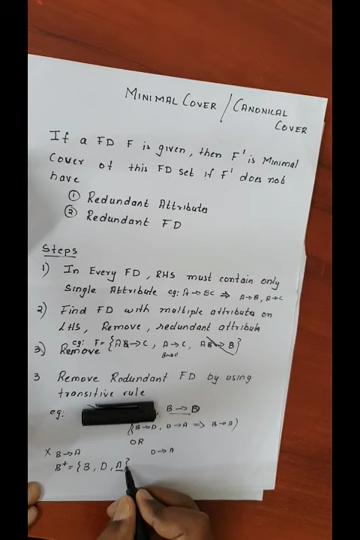 MINIMAL COVER / CANONICAL
COVER
If a FD F is given, then F' is Minimal
Cover of this FD set if F' does not
have
① Redundant Attributes
② Redundant FD
Steps
1) In Every FD, RHS must contain only
Single Attribute eg: A → BC ⇒ A→B, A→C
2) Find FD with multiple attributes on
LHS, Remove, redundant attribute
eg: F= {AB→C, A→C, AB→B}
3) Remove
3 Remove Redundant FD by using
transitive rule
eg. , B→D
(B→D, D→A ⇒ B→A)
OR
X B→A D→A
B+ = {B, D, A}